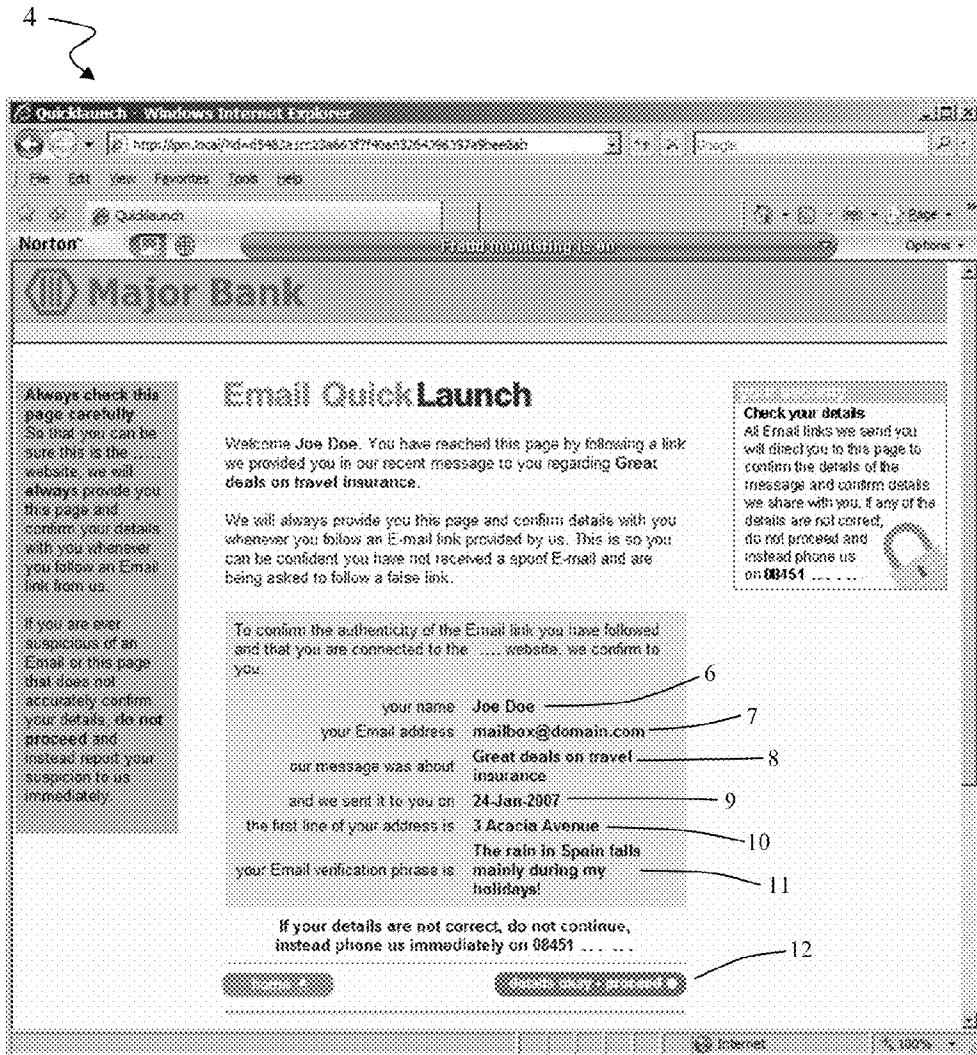 4
Quicklaunch - Windows Internet Explorer
Google
File Edit View Favorites Tools Help
Quicklaunch
Page
Norton™
Fraud monitoring is on
Options
Major Bank
Always check this
page carefully
So that you can be
sure this is the
website, we will
always provide you
this page and
confirm your details
with you whenever
you follow an Email
link from us.
If you are ever
suspicious of an
Email or this page
that does not
accurately confirm
your details, do not
proceed and
instead report your
suspicion to us
immediately.
Email QuickLaunch
Welcome Joe Doe. You have reached this page by following a link
we provided you in our recent message to you regarding Great
deals on travel insurance.
We will always provide you this page and confirm details with you
whenever you follow an E-mail link provided by us. This is so you
can be confident you have not received a spoof E-mail and are
being asked to follow a false link.
Check your details
All Email links we send you
will direct you to this page to
confirm the details of the
message and confirm details
we share with you. If any of the
details are not correct,
do not proceed and
instead phone us
on 08451 ... ... ...
To confirm the authenticity of the Email link you have followed
and that you are connected to the .... website, we confirm to
you
your name Joe Doe 6
your Email address mailbox@domain.com 7
our message was about Great deals on travel
insurance 8
and we sent it to you on 24-Jan-2007 9
the first line of your address is 3 Acacia Avenue 10
your Email verification phrase is The rain in Spain falls
mainly during my
holidays! 11
If your details are not correct, do not continue,
instead phone us immediately on 08451 ... ... ...
12
Internet 100%